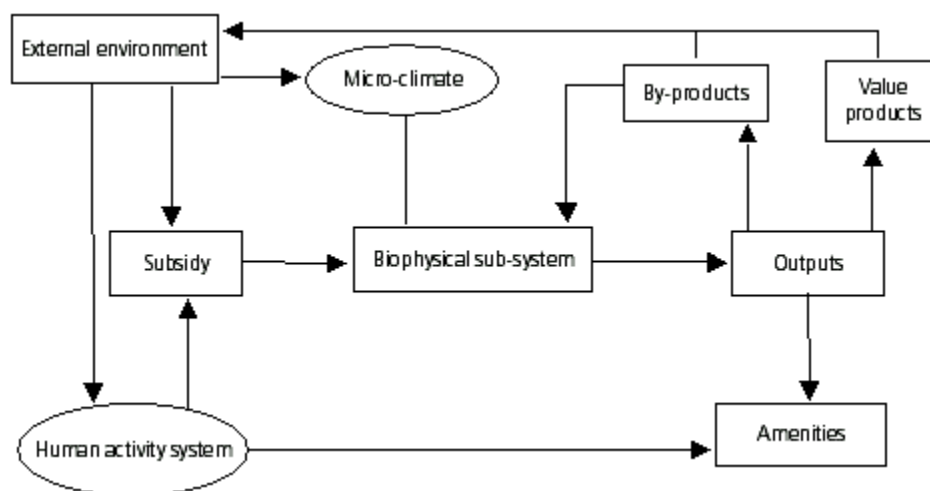 External environment
Micro-climate
By-products
Value
products
Subsidy
Biophysical sub-system
Outputs
Human activity system
Amenities